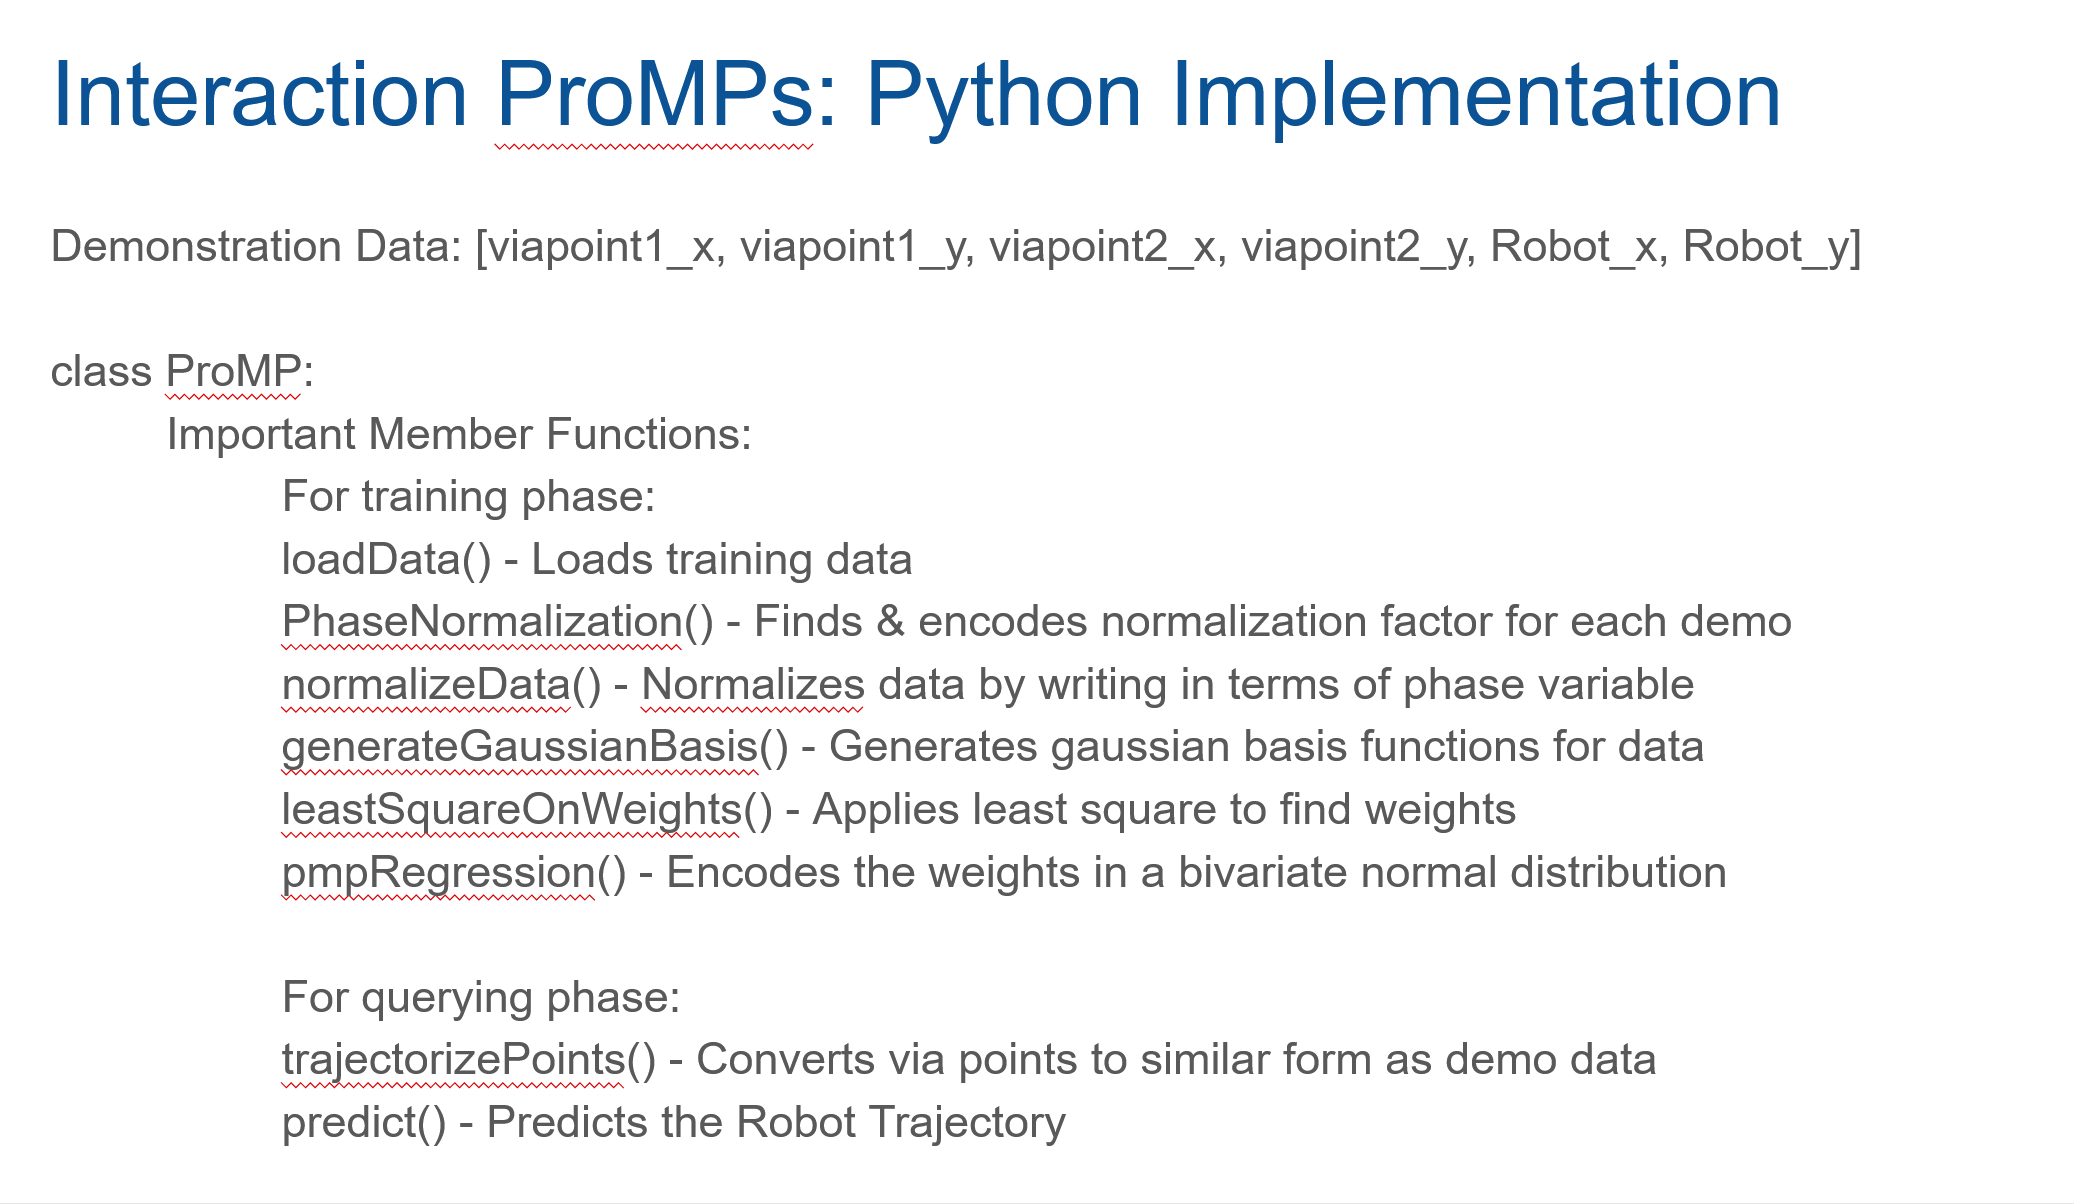 Interaction ProMPs: Python Implementation
Demonstration Data: [viapoint1_x, viapoint1_y, viapoint2_x, viapoint2_y, Robot_x, Robot_y]
class ProMP:
Important Member Functions:
For training phase:
loadData() - Loads training data
PhaseNormalization() - Finds & encodes normalization factor for each demo
normalizeData() - Normalizes data by writing in terms of phase variable
generateGaussianBasis() - Generates gaussian basis functions for data
leastSquareOnWeights() - Applies least square to find weights
pmpRegression() - Encodes the weights in a bivariate normal distribution
For querying phase:
trajectorizePoints() - Converts via points to similar form as demo data
predict() - Predicts the Robot Trajectory